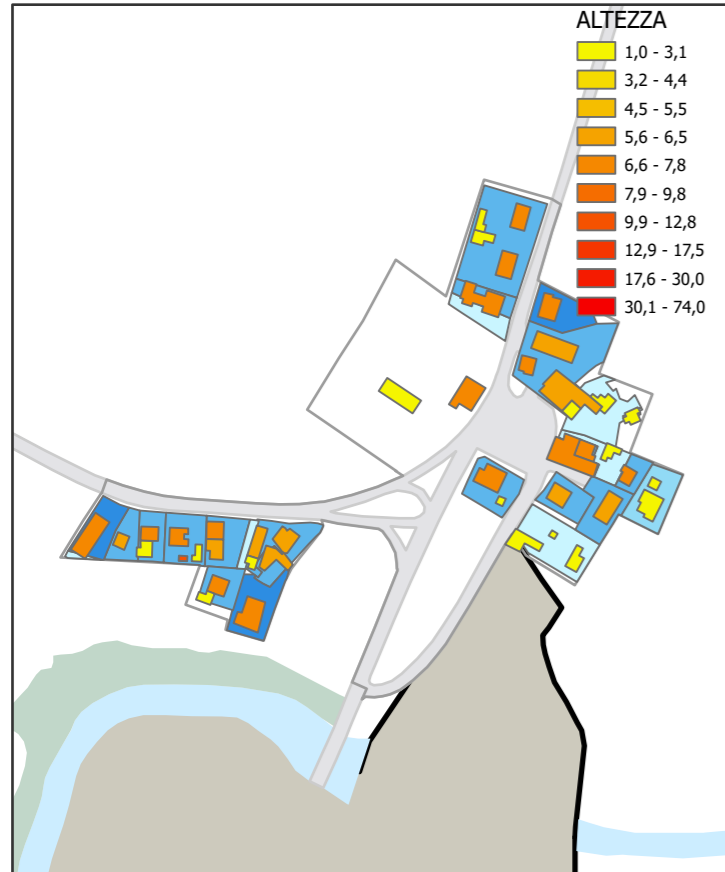 ALTEZZA
1,0 - 3,1
3,2 - 4,4
4,5 - 5,5
5,6 - 6,5
6,6 - 7,8
7,9 - 9,8
9,9 - 12,8
12,9 - 17,5
17,6 - 30,0
30,1 - 74,0